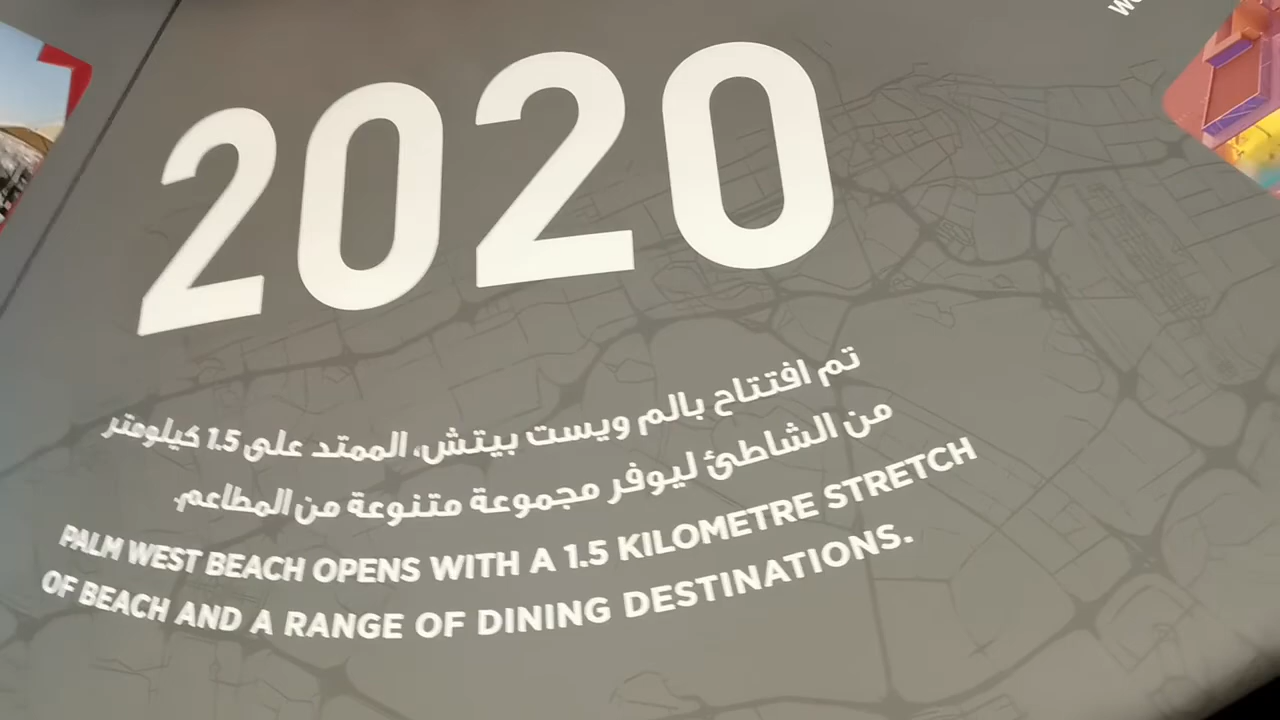 2020
تم افتتاح بالم ويست بيتش، الممتد على 1.5 كيلومتر
من الشاطئ ليوفر مجموعة متنوعة من المطاعم.
PALM WEST BEACH OPENS WITH A 1.5 KILOMETRE STRETCH
OF BEACH AND A RANGE OF DINING DESTINATIONS.